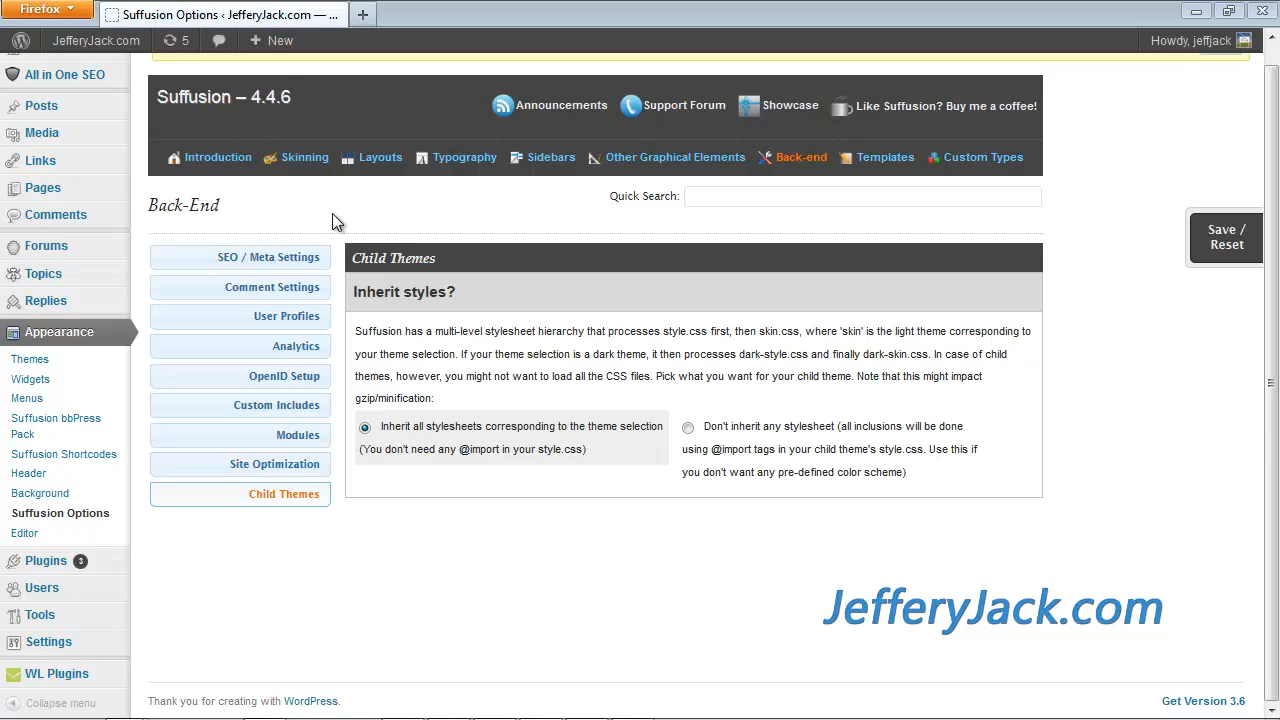 Firefox
Suffusion Options ‹ JefferyJack.com — ...
JefferyJack.com
5
New
Howdy, jeffjack
All in One SEO
Posts
Media
Links
Pages
Comments
Forums
Topics
Replies
Appearance
Themes
Widgets
Menus
Suffusion bbPress
Pack
Suffusion Shortcodes
Header
Background
Suffusion Options
Editor
Plugins 3
Users
Tools
Settings
WL Plugins
Collapse menu
Suffusion – 4.4.6
Announcements
Support Forum
Showcase
Like Suffusion? Buy me a coffee!
Introduction
Skinning
Layouts
Typography
Sidebars
Other Graphical Elements
Back-end
Templates
Custom Types
Back-End
Quick Search:
Save /
Reset
SEO / Meta Settings
Comment Settings
User Profiles
Analytics
OpenID Setup
Custom Includes
Modules
Site Optimization
Child Themes
Child Themes
Inherit styles?
Suffusion has a multi-level stylesheet hierarchy that processes style.css first, then skin.css, where 'skin' is the light theme corresponding to
your theme selection. If your theme selection is a dark theme, it then processes dark-style.css and finally dark-skin.css. In case of child
themes, however, you might not want to load all the CSS files. Pick what you want for your child theme. Note that this might impact
gzip/minification:
Inherit all stylesheets corresponding to the theme selection
(You don't need any @import in your style.css)
Don't inherit any stylesheet (all inclusions will be done
using @import tags in your child theme's style.css. Use this if
you don't want any pre-defined color scheme)
JefferyJack.com
Thank you for creating with WordPress.
Get Version 3.6